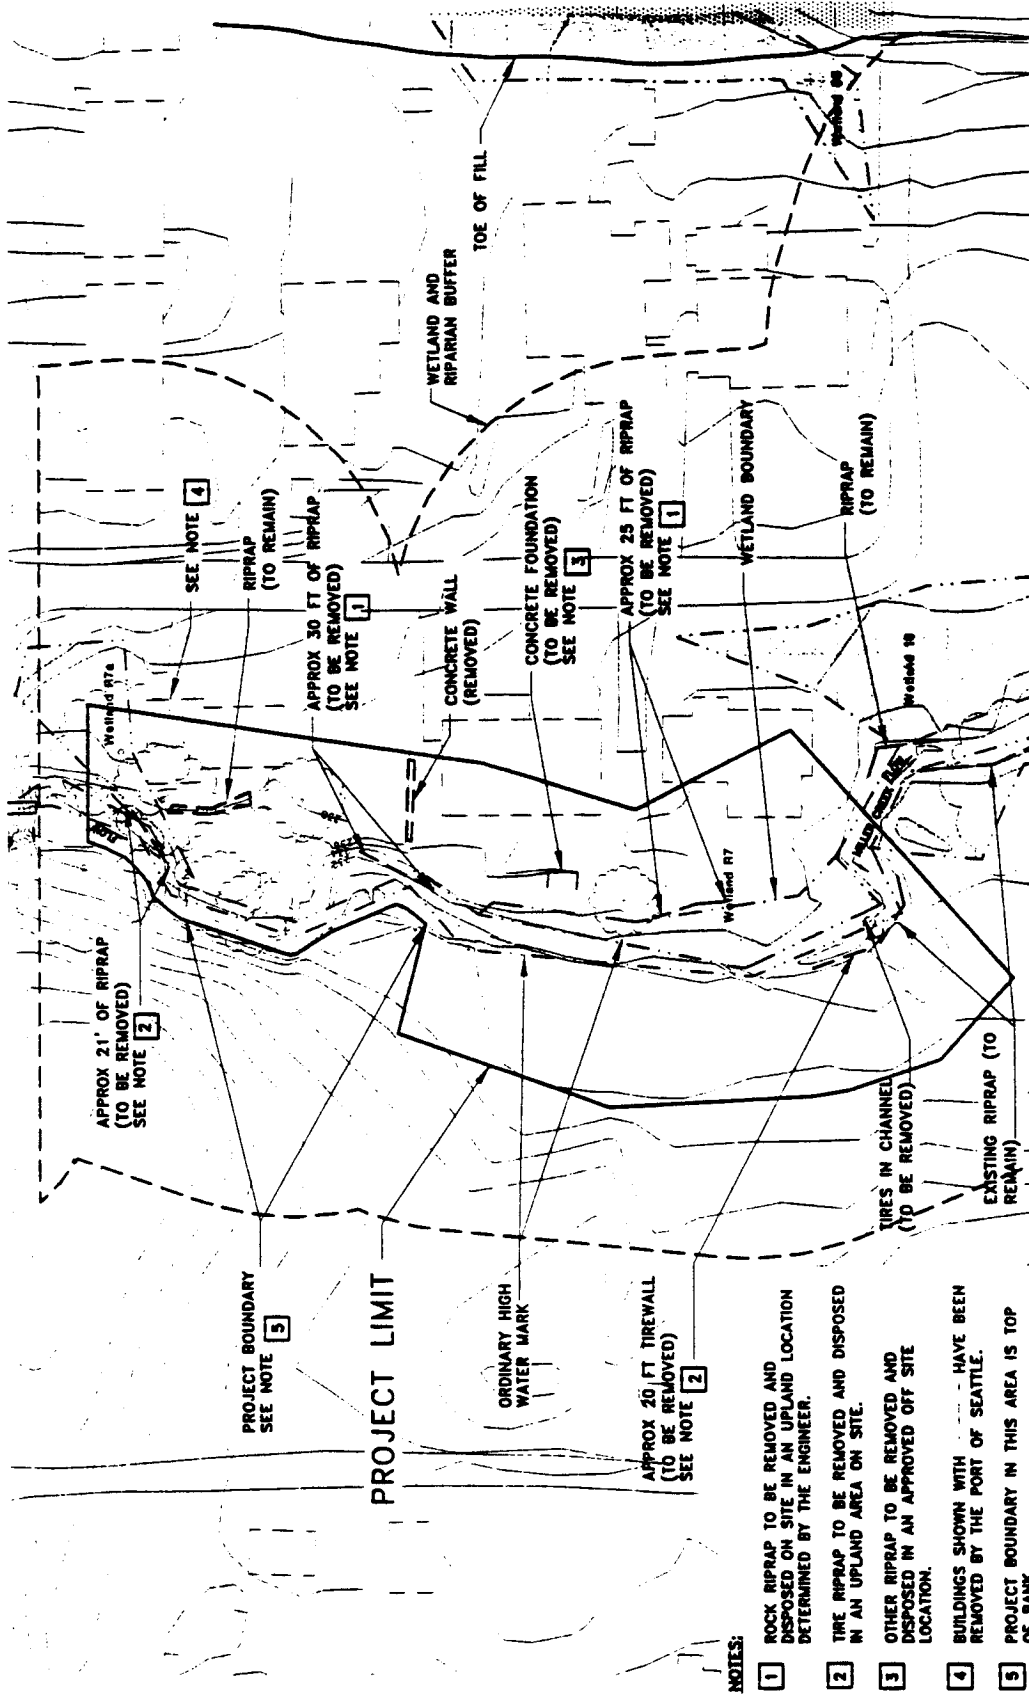 APPROX 21' OF RIPRAP
(TO BE REMOVED)
SEE NOTE 2
Wetland R7a
FLOW
SEE NOTE 4
RIPRAP
(TO REMAIN)
APPROX 30 FT OF RIPRAP
(TO BE REMOVED)
SEE NOTE 1
WETLAND AND
RIPARIAN BUFFER
TOE OF FILL
CONCRETE WALL
(REMOVED)
CONCRETE FOUNDATION
(TO BE REMOVED)
SEE NOTE 3
APPROX 25 FT OF RIPRAP
(TO BE REMOVED)
SEE NOTE 1
WETLAND BOUNDARY
RIPRAP
(TO REMAIN)
Wetland R7
MILLER CREEK FLOW
Wetland
PROJECT BOUNDARY
SEE NOTE 5
PROJECT LIMIT
ORDINARY HIGH
WATER MARK
APPROX 20 FT TIREWALL
(TO BE REMOVED)
SEE NOTE 2
TIRES IN CHANNEL
(TO BE REMOVED)
EXISTING RIPRAP (TO
REMAIN)
Wetland
NOTES:
1 ROCK RIPRAP TO BE REMOVED AND
DISPOSED ON SITE IN AN UPLAND LOCATION
DETERMINED BY THE ENGINEER.
2 TIRE RIPRAP TO BE REMOVED AND DISPOSED
IN AN UPLAND AREA ON SITE.
3 OTHER RIPRAP TO BE REMOVED AND
DISPOSED IN AN APPROVED OFF SITE
LOCATION.
4 BUILDINGS SHOWN WITH - - - HAVE BEEN
REMOVED BY THE PORT OF SEATTLE.
5 PROJECT BOUNDARY IN THIS AREA IS TOP
OF BANK